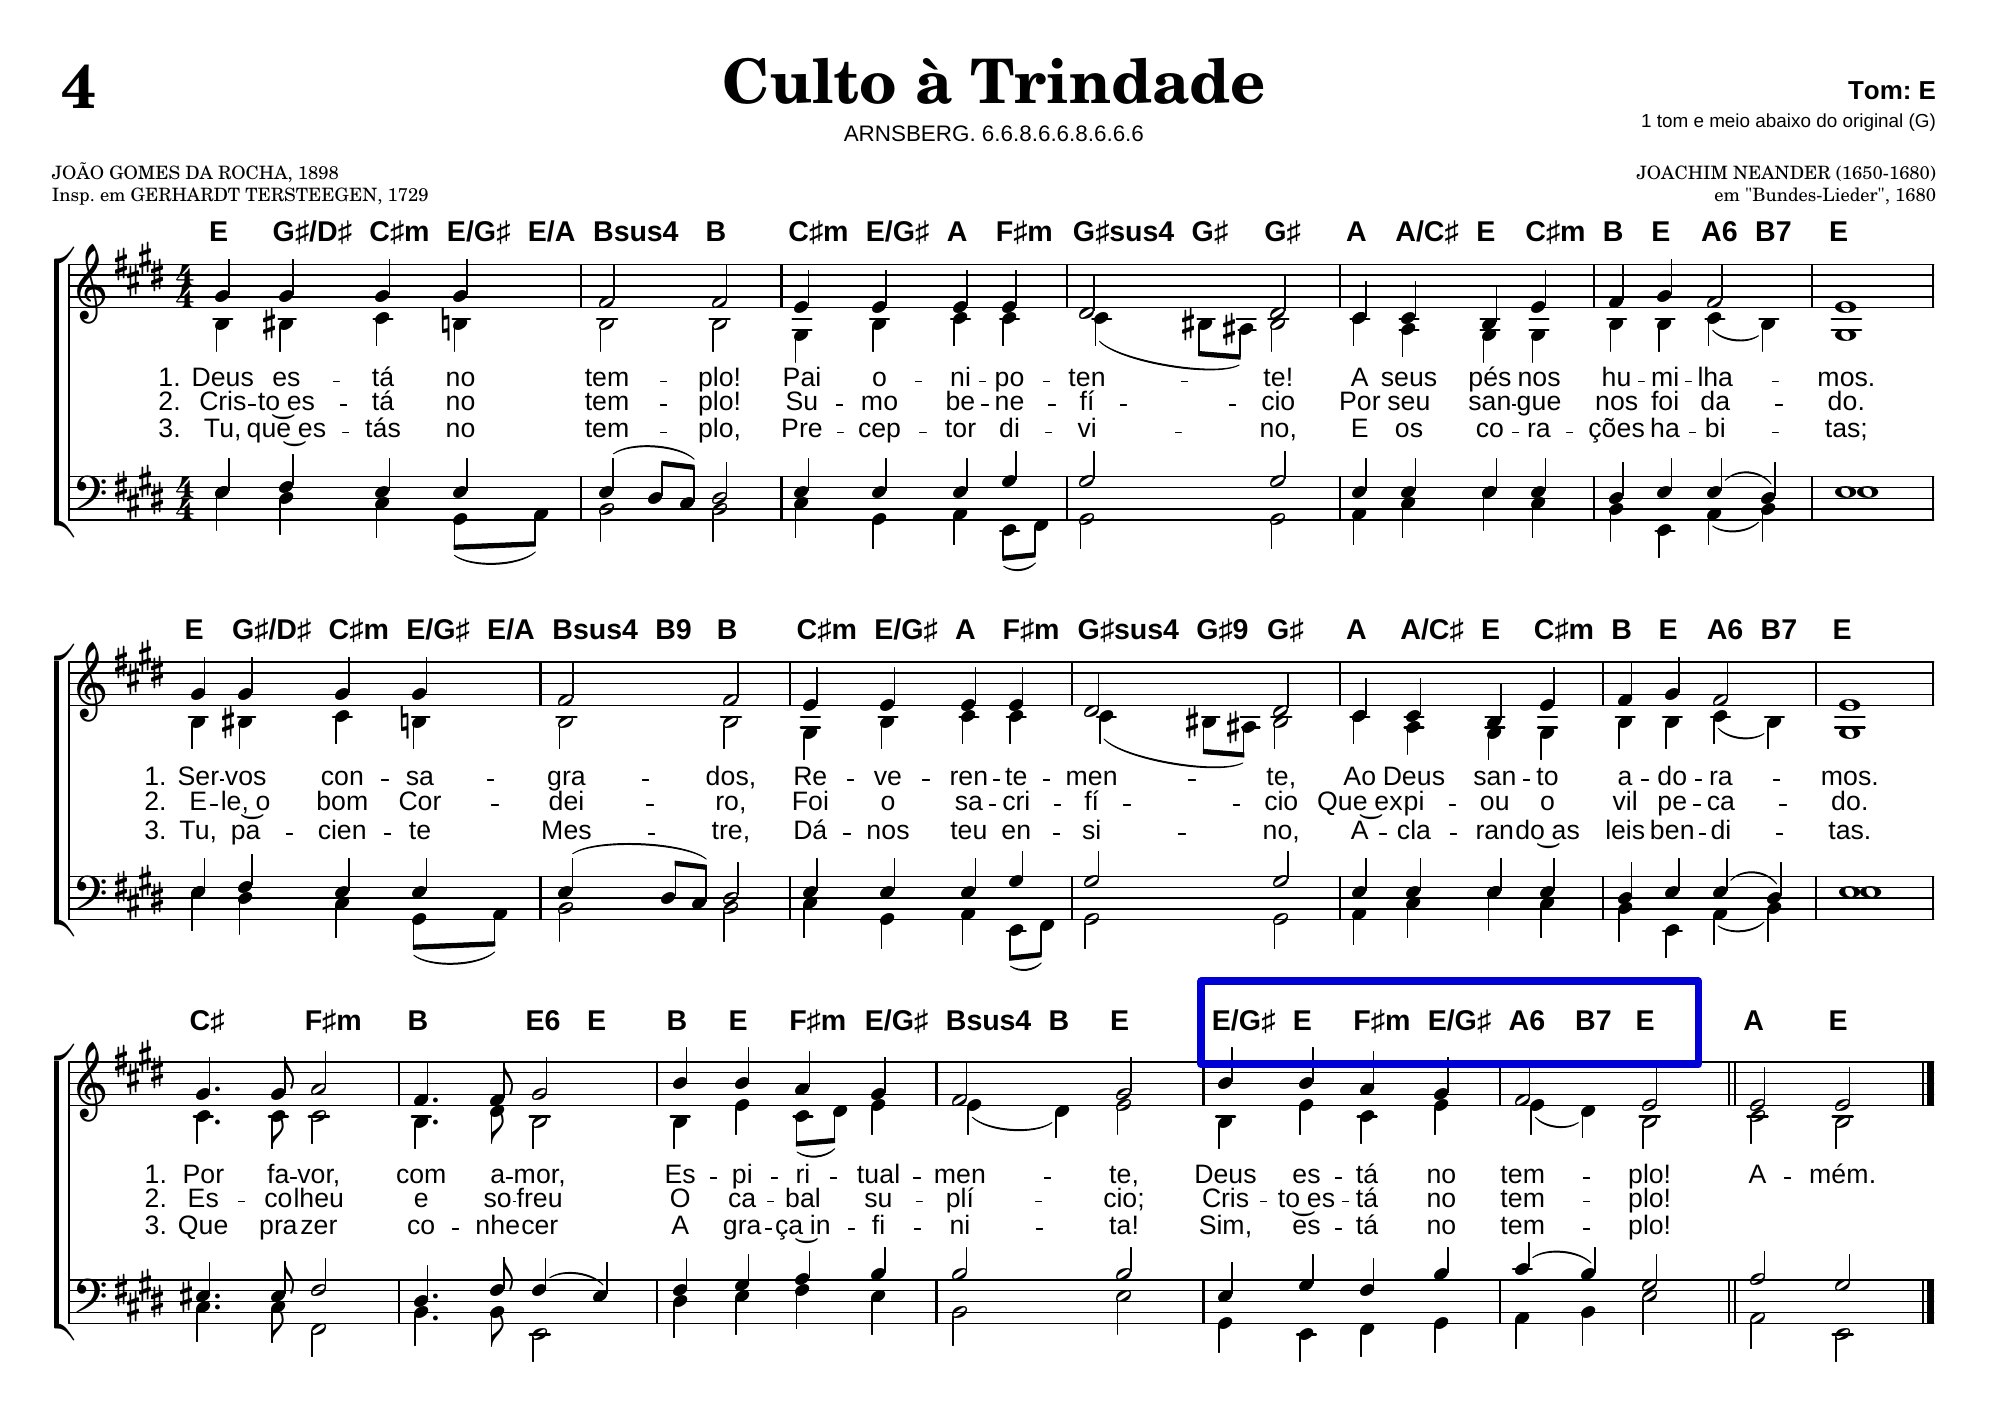 4
Culto à Trindade
Tom: E
ARNSBERG. 6.6.8.6.6.8.6.6.6
1 tom e meio abaixo do original (G)
JOÃO GOMES DA ROCHA, 1898
Insp. em GERHARDT TERSTEEGEN, 1729
JOACHIM NEANDER (1650-1680)
em "Bundes-Lieder", 1680
E G♯/D♯ C♯m E/G♯ E/A Bsus4 B C♯m E/G♯ A F♯m G♯sus4 G♯ G♯ A A/C♯ E C♯m B E A6 B7 E
1. Deus es - tá no tem - plo! Pai o - ni - po - ten - te! A seus pés nos hu - mi - lha - mos.
2. Cris - to es - tá no tem - plo! Su - mo be - ne - fí - cio Por seu san - gue nos foi da - do.
3. Tu, que es - tás no tem - plo, Pre - cep - tor di - vi - no, E os co - ra - ções ha - bi - tas;
E G♯/D♯ C♯m E/G♯ E/A Bsus4 B9 B C♯m E/G♯ A F♯m G♯sus4 G♯9 G♯ A A/C♯ E C♯m B E A6 B7 E
1. Ser - vos con - sa - gra - dos, Re - ve - ren - te - men - te, Ao Deus san - to a - do - ra - mos.
2. E - le, o bom Cor - dei - ro, Foi o sa - cri - fí - cio Que expi - ou o vil pe - ca - do.
3. Tu, pa - cien - te Mes - tre, Dá - nos teu en - si - no, A - cla - rando as leis ben - di - tas.
C♯ F♯m B E6 E B E F♯m E/G♯ Bsus4 B E E/G♯ E F♯m E/G♯ A6 B7 E A E
1. Por fa - vor, com a - mor, Es - pi - ri - tual - men - te, Deus es - tá no tem - plo! A - mém.
2. Es - colheu e so - freu O ca - bal su - plí - cio; Cris - to es - tá no tem - plo!
3. Que prazer co - nhecer A gra - ça in - fi - ni - ta! Sim, es - tá no tem - plo!